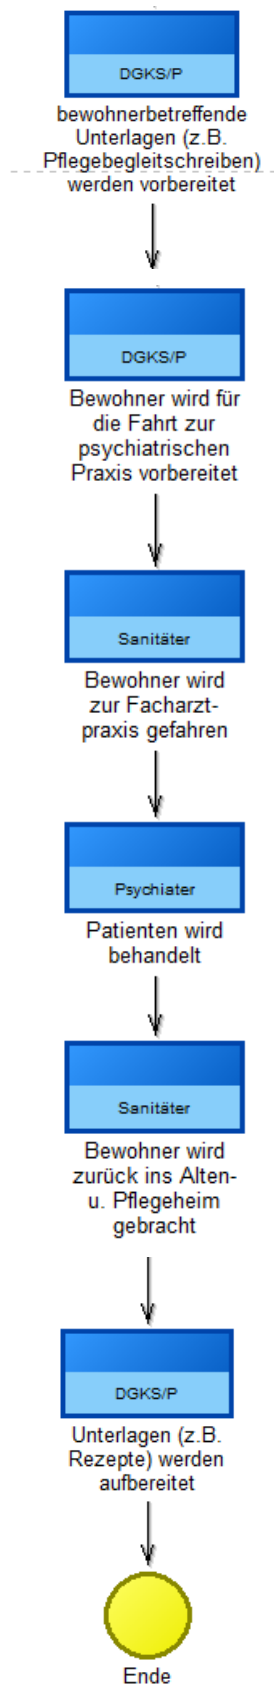 DGKS/P
bewohnerbetreffende
Unterlagen (z.B.
Pflegebegleitschreiben)
werden vorbereitet
DGKS/P
Bewohner wird für
die Fahrt zur
psychiatrischen
Praxis vorbereitet
Sanitäter
Bewohner wird
zur Facharzt-
praxis gefahren
Psychiater
Patienten wird
behandelt
Sanitäter
Bewohner wird
zurück ins Alten-
u. Pflegeheim
gebracht
DGKS/P
Unterlagen (z.B.
Rezepte) werden
aufbereitet
Ende